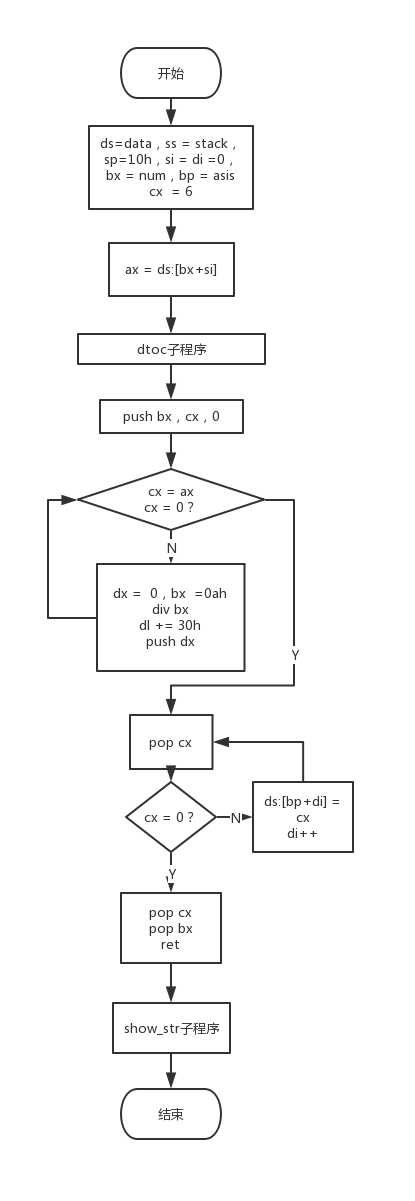 开始
ds=data , ss = stack ,
sp=10h , si = di =0 ,
bx = num , bp = asis
cx  = 6
ax = ds:[bx+si]
dtoc子程序
push bx , cx , 0
cx = ax
cx = 0 ?
N
dx =  0 , bx  =0ah
div bx
dl += 30h
push dx
Y
pop cx
cx = 0 ?
N
ds:[bp+di] =
cx
di++
Y
pop cx
pop bx
ret
show_str子程序
结束